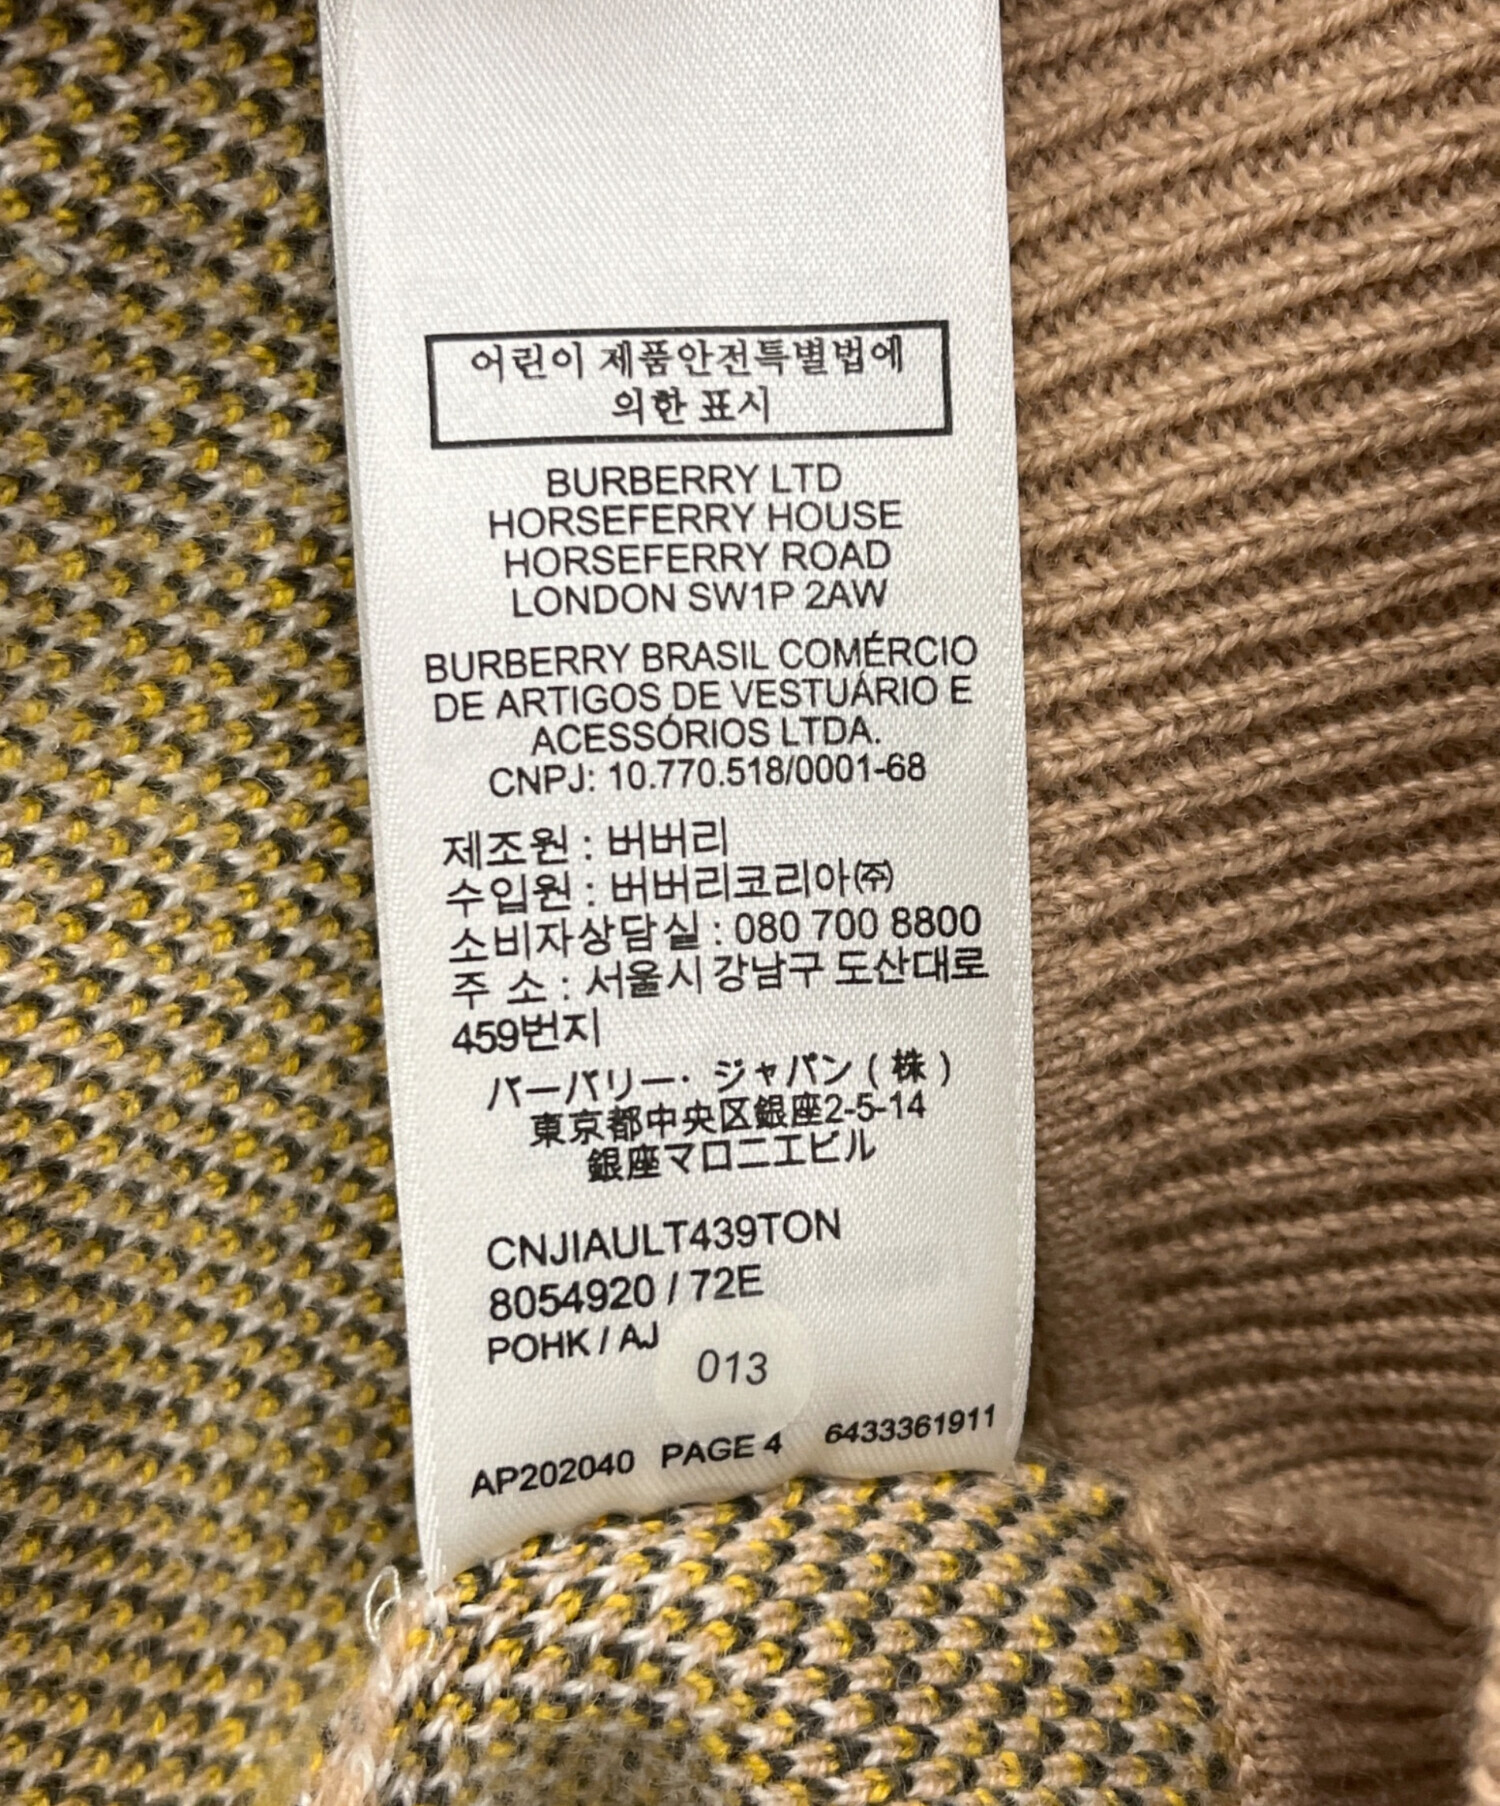 어린이 제품안전특별법에
의한 표시
BURBERRY LTD
HORSEFERRY HOUSE
HORSEFERRY ROAD
LONDON SW1P 2AW
BURBERRY BRASIL COMÉRCIO
DE ARTIGOS DE VESTUÁRIO E
ACESSÓRIOS LTDA.
CNPJ: 10.770.518/0001-68
제조원 : 버버리
수입원 : 버버리코리아㈜
소비자상담실 : 080 700 8800
주 소 : 서울시 강남구 도산대로
459번지
バーバリー· ジャパン ( 株 )
東京都中央区銀座2-5-14
銀座マロニエビル
CNJIAULT439TON
8054920 / 72E
POHK / AJ
013
AP202040 PAGE 4 6433361911